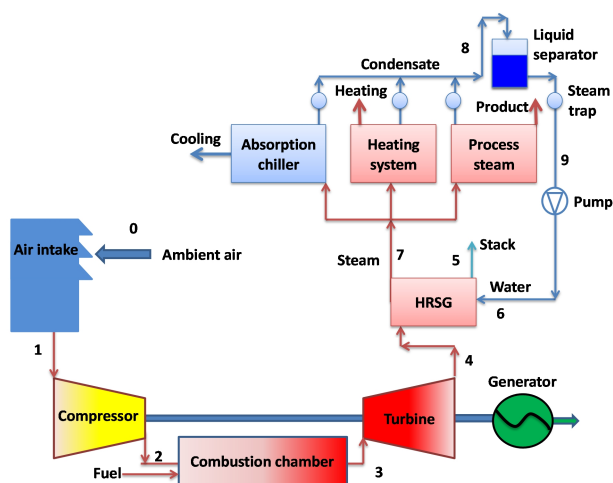 8
Liquid
separator
Condensate
Heating
Steam
trap
Product
Cooling
Absorption
chiller
Heating
system
Process
steam
9
Pump
0
Air intake
Ambient air
7
Stack
5
Steam
Water
HRSG
6
1
4
Generator
Compressor
Turbine
2
Combustion chamber
Fuel
3